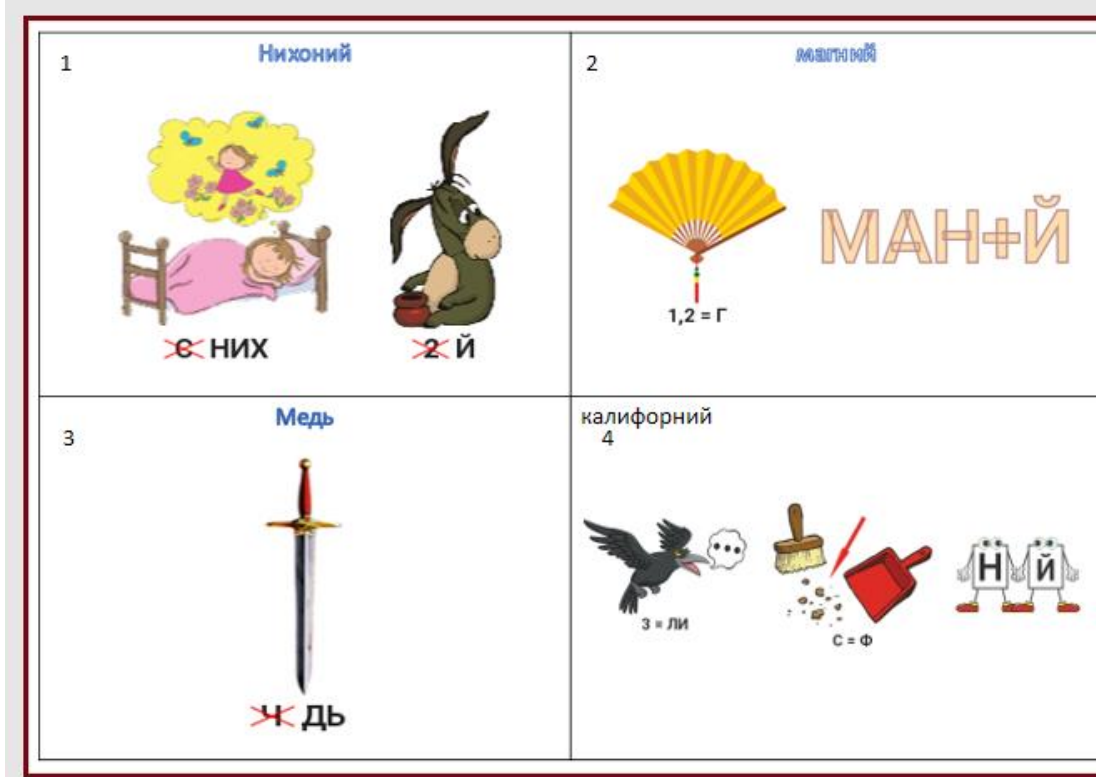 1
Нихоний
С НИХ
2 Й
2
магний
1,2 = Г
МАН+Й
3
Медь
Ч ДЬ
калифорний
4
...
3 = ЛИ
С = Ф
Н Й